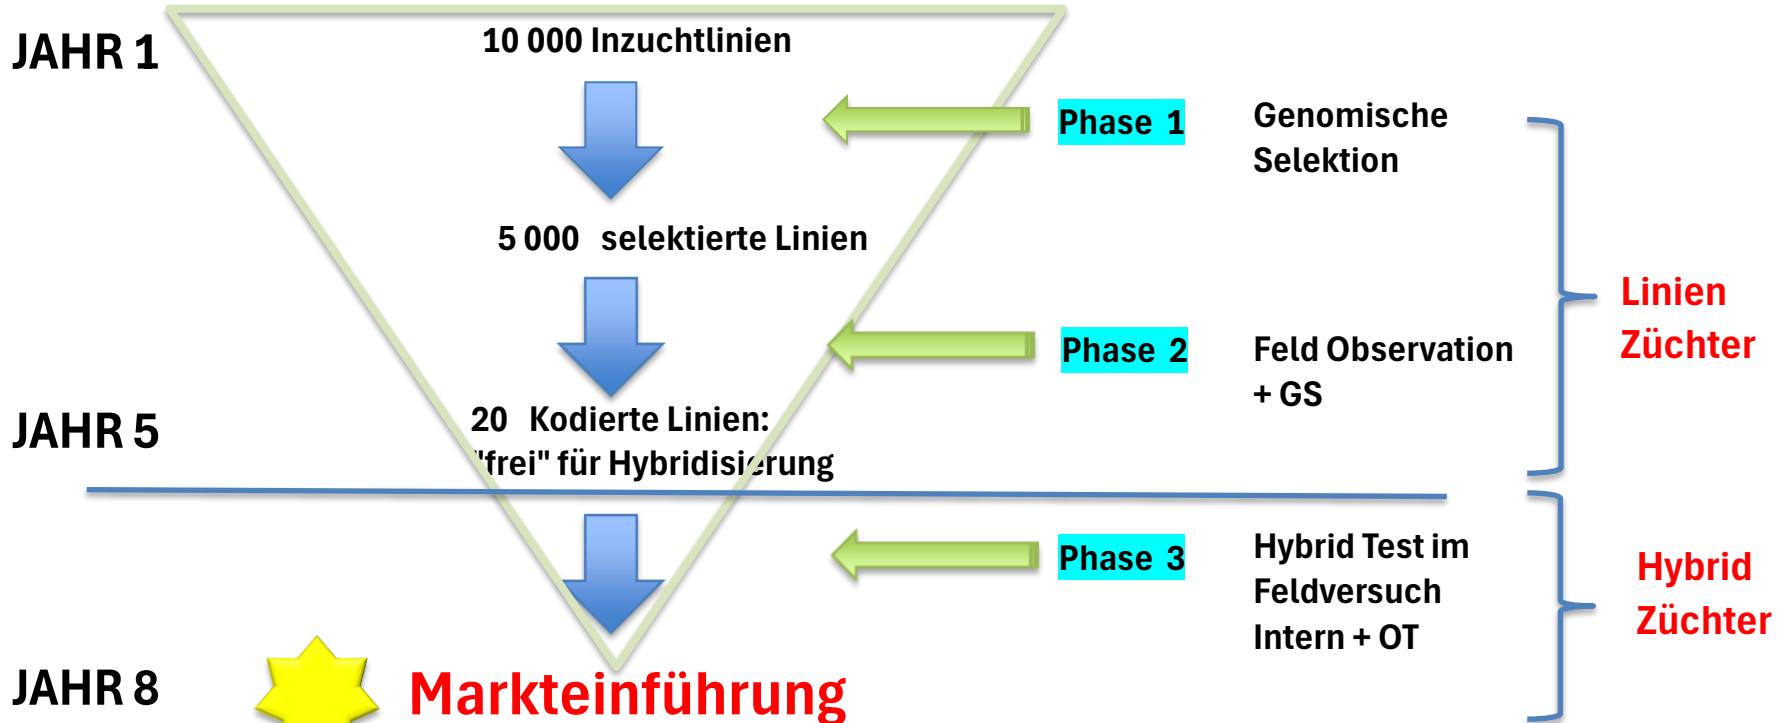 JAHR 1
10 000 Inzuchtlinien
Phase 1
Genomische
Selektion
5 000 selektierte Linien
Linien
Züchter
Phase 2
Feld Observation
+ GS
JAHR 5
20 Kodierte Linien:
"frei" für Hybridisierung
Phase 3
Hybrid Test im
Feldversuch
Intern + OT
Hybrid
Züchter
JAHR 8
Markteinführung